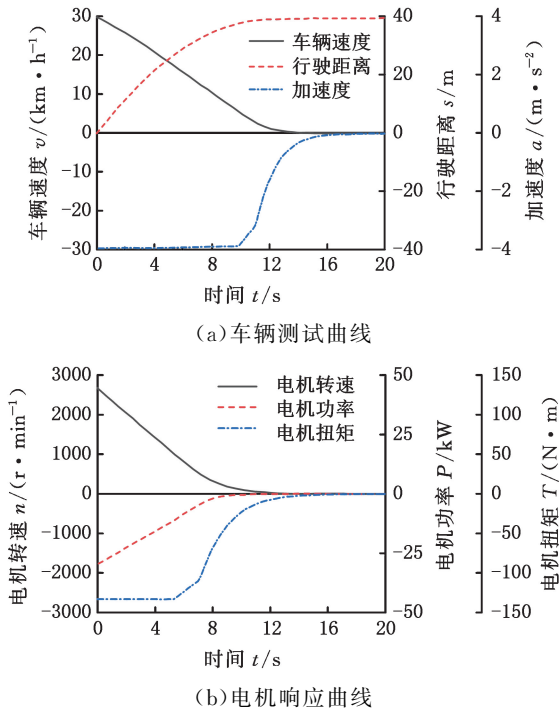 30
20
10
0
-10
-20
-30
车辆速度 v/(km·h⁻¹)
车辆速度
行驶距离
加速度
40
20
0
-20
-40
行驶距离 s/m
4
2
0
-2
-4
加速度 a/(m·s⁻²)
0 4 8 12 16 20
时间 t/s
(a)车辆测试曲线
3000
2000
1000
0
-1000
-2000
-3000
电机转速 n/(r·min⁻¹)
电机转速
电机功率
电机扭矩
50
25
0
-25
-50
电机功率 P/kW
150
100
50
0
-50
-100
-150
电机扭矩 T/(N·m)
0 4 8 12 16 20
时间 t/s
(b)电机响应曲线